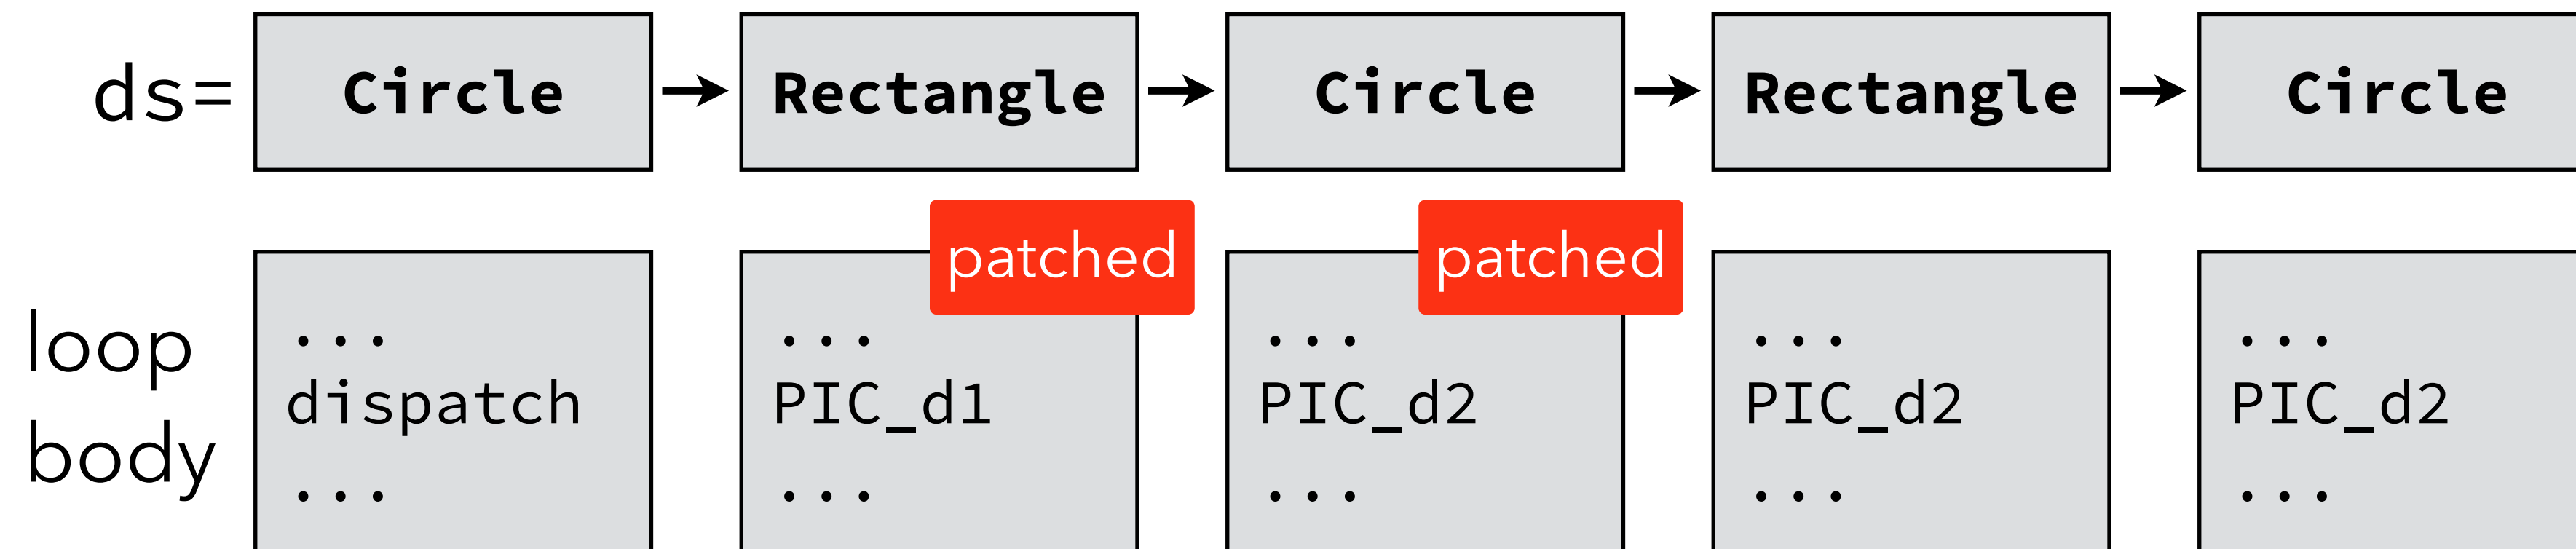 ds= Circle → Rectangle → Circle → Rectangle → Circle
patched patched
loop body
... ... ... ... ...
dispatch PIC_d1 PIC_d2 PIC_d2 PIC_d2
... ... ... ... ...